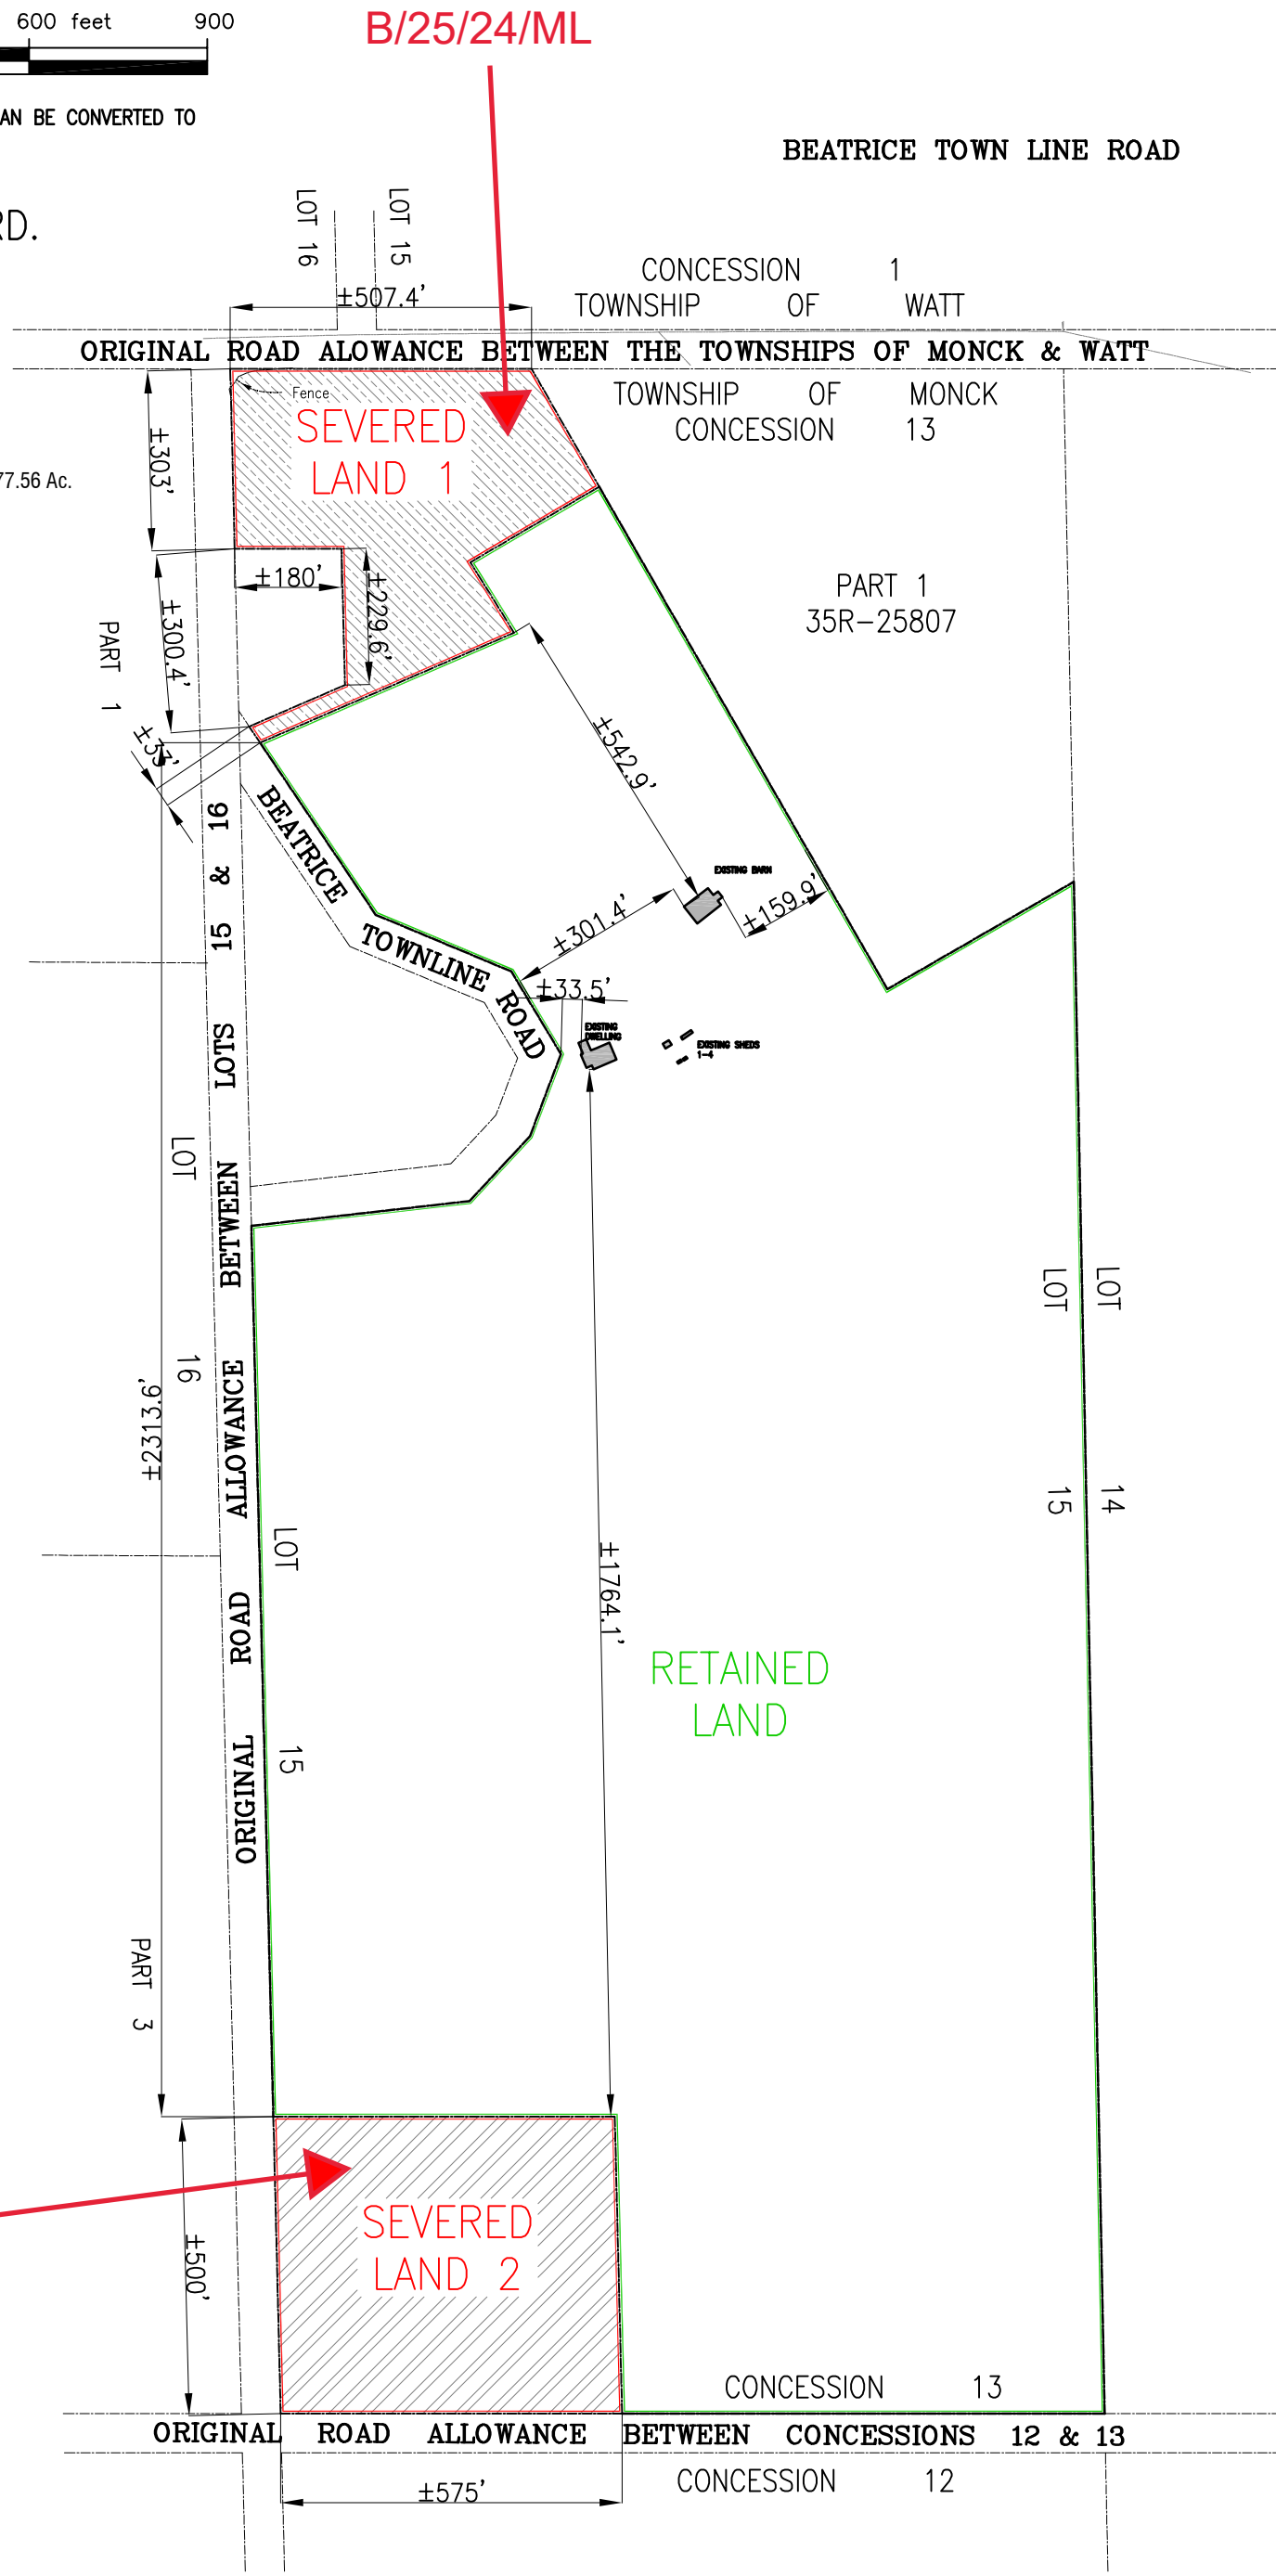 600 feet 900
B/25/24/ML
AN BE CONVERTED TO
BEATRICE TOWN LINE ROAD
RD.
LOT 16
LOT 15
CONCESSION 1
TOWNSHIP OF WATT
±507.4'
ORIGINAL ROAD ALOWANCE BETWEEN THE TOWNSHIPS OF MONCK & WATT
TOWNSHIP OF MONCK
CONCESSION 13
Fence
SEVERED
LAND 1
±303'
77.56 Ac.
±180'
±229.6'
±300.4'
PART 1
PART 1
35R-25807
±33'
±542.9'
BEATRICE TOWNLINE ROAD
EXISTING BARN
±159.9'
±301.4'
±33.5'
EXISTING
DWELLING
EXISTING SHEDS
1-4
ORIGINAL ROAD ALLOWANCE BETWEEN LOTS 15 & 16
LOT 16
±2313.6'
LOT 15
LOT 15
LOT 14
±1764.1'
RETAINED
LAND
PART 3
SEVERED
LAND 2
±500'
CONCESSION 13
ORIGINAL ROAD ALLOWANCE BETWEEN CONCESSIONS 12 & 13
CONCESSION 12
±575'